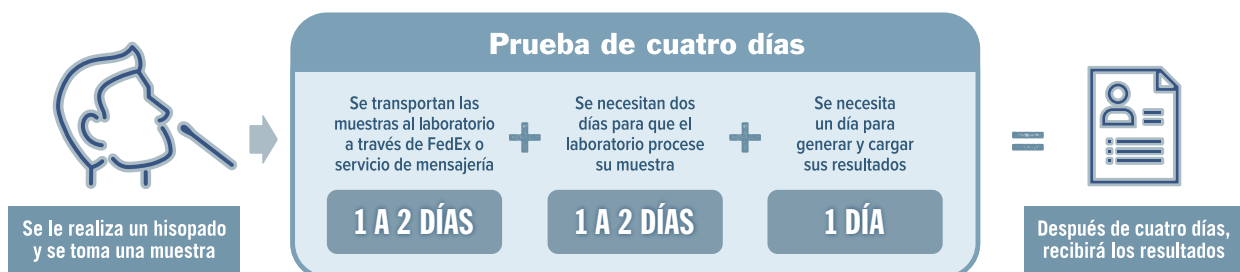 Prueba de cuatro días
Se transportan las
muestras al laboratorio
a través de FedEx o
servicio de mensajería
1 A 2 DÍAS
Se necesitan dos
días para que el
laboratorio procese
su muestra
1 A 2 DÍAS
Se necesita
un día para
generar y cargar
sus resultados
1 DÍA
Se le realiza un hisopado
y se toma una muestra
Después de cuatro días,
recibirá los resultados